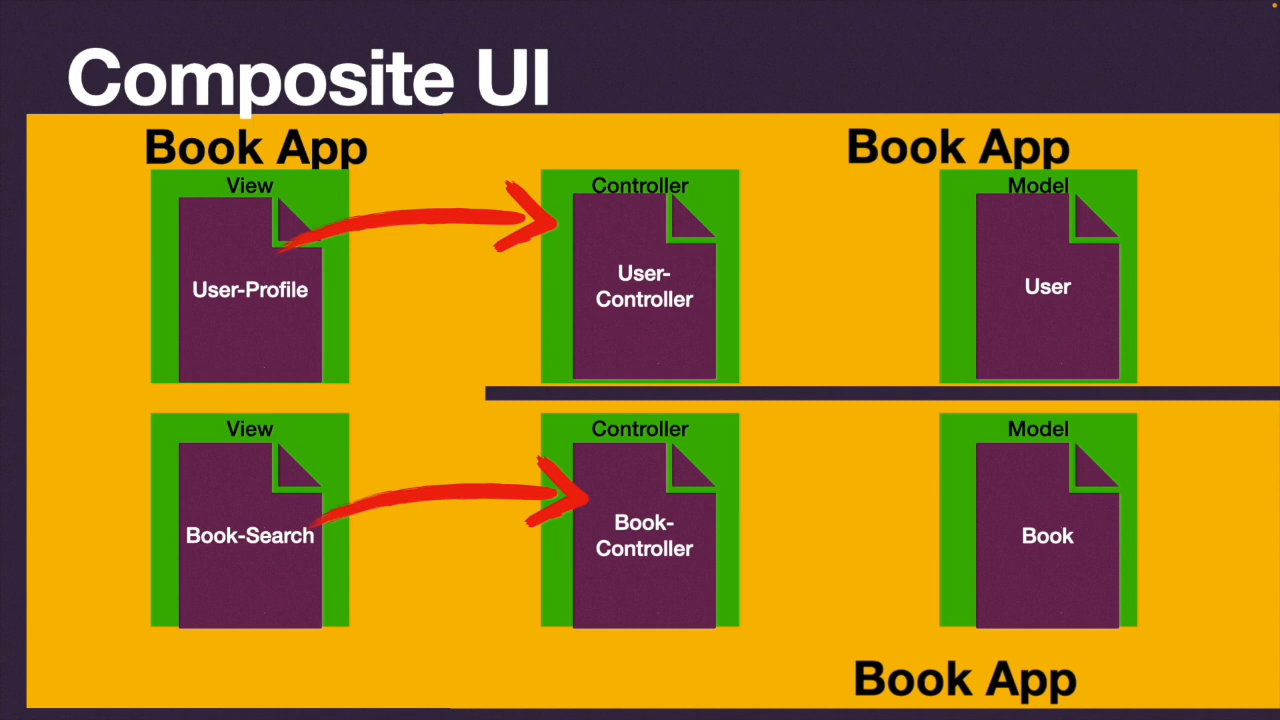 Composite UI
Book App
Book App
View
Controller
Model
User-Profile
User-
Controller
User
View
Controller
Model
Book-Search
Book-
Controller
Book
Book App